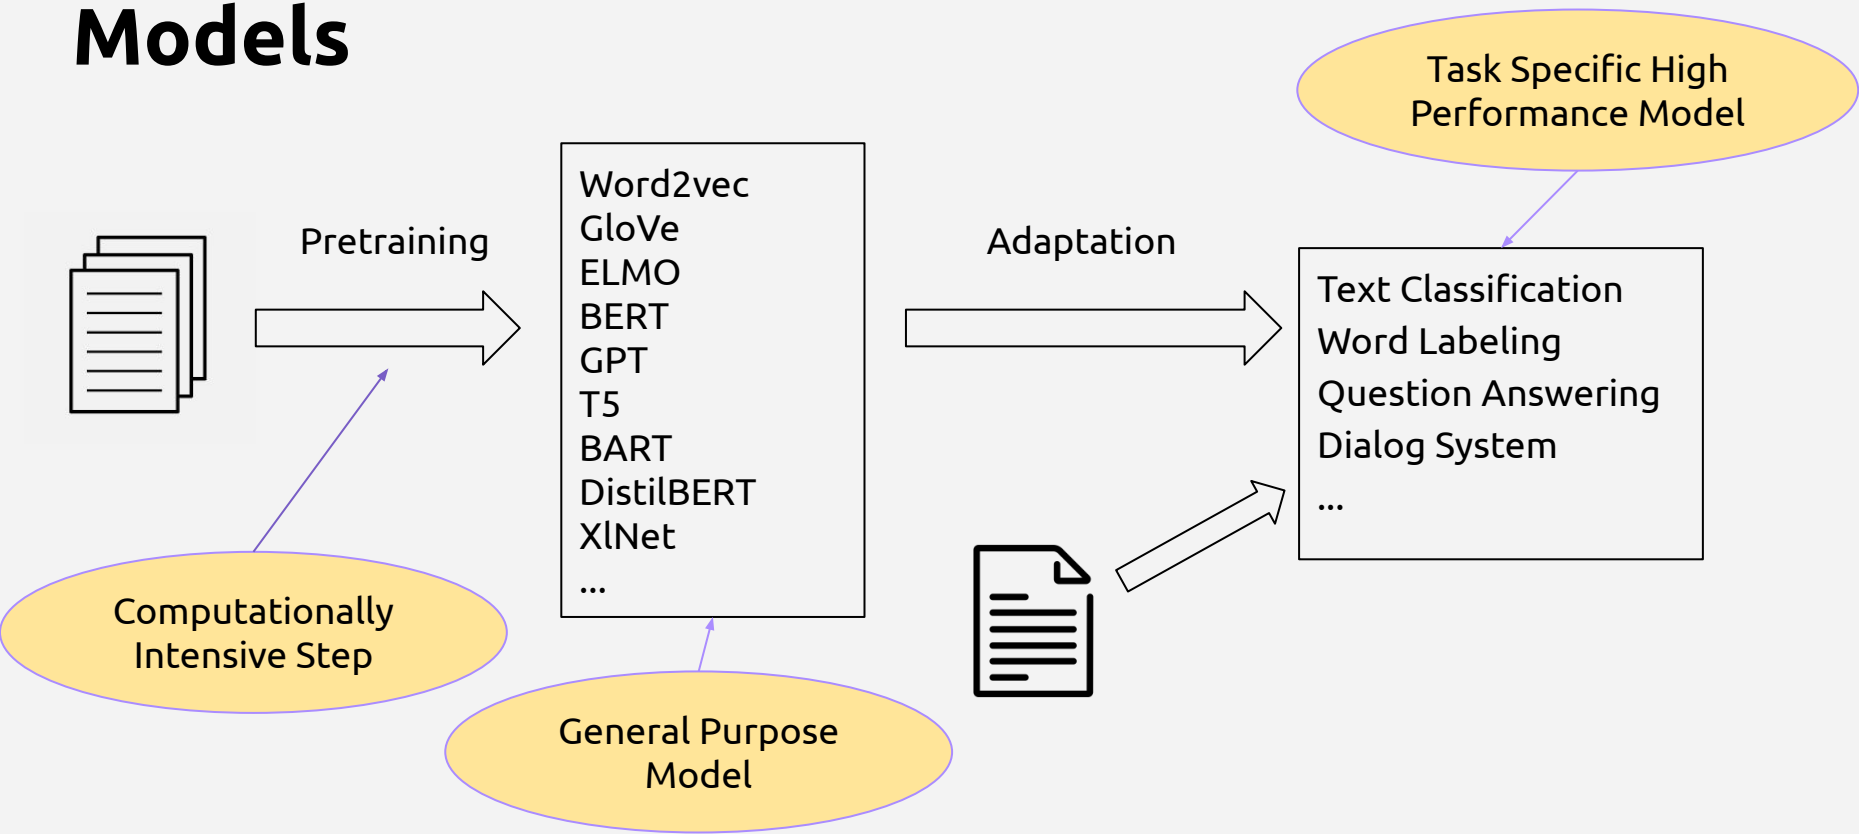 Models
Task Specific High
Performance Model
Pretraining
Word2vec
GloVe
ELMO
BERT
GPT
T5
BART
DistilBERT
XlNet
...
Adaptation
Text Classification
Word Labeling
Question Answering
Dialog System
...
Computationally
Intensive Step
General Purpose
Model